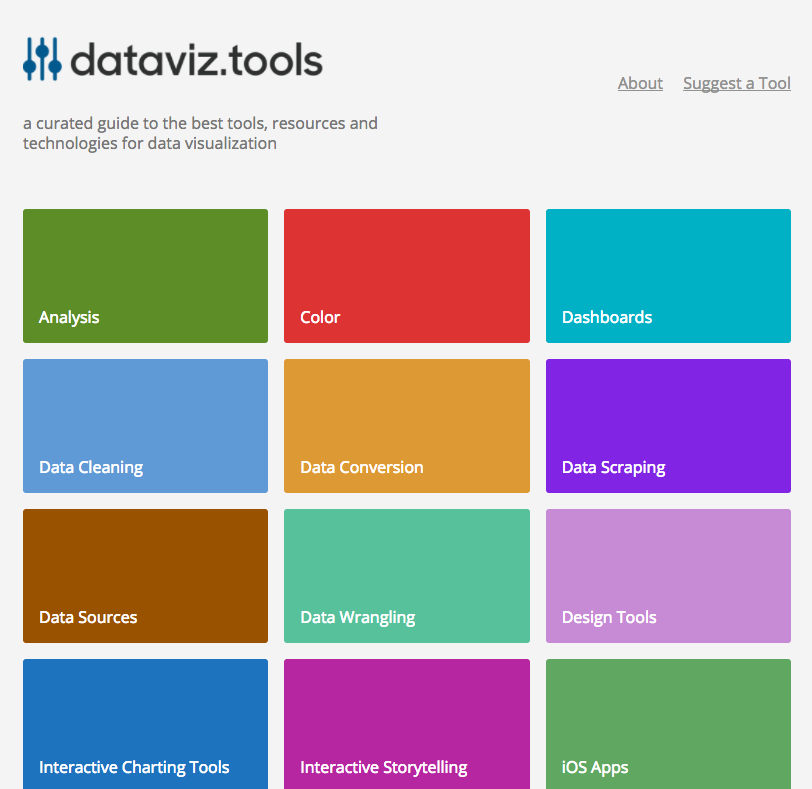 dataviz.tools
About
Suggest a Tool
a curated guide to the best tools, resources and
technologies for data visualization
Analysis
Color
Dashboards
Data Cleaning
Data Conversion
Data Scraping
Data Sources
Data Wrangling
Design Tools
Interactive Charting Tools
Interactive Storytelling
iOS Apps